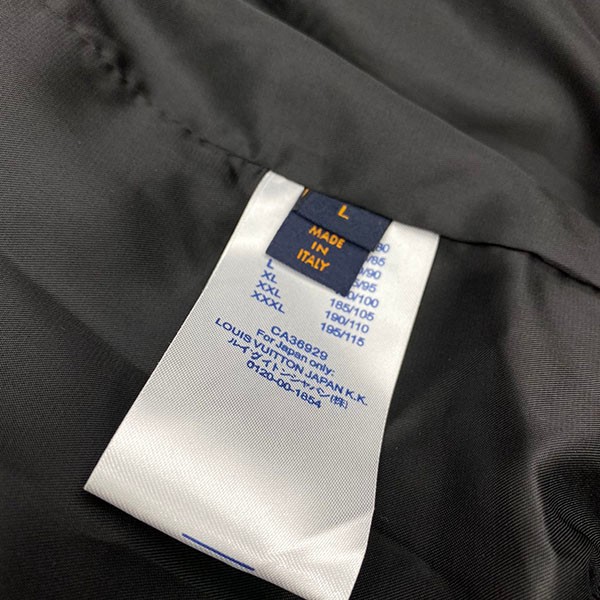 L
MADE
IN
ITALY
L
XL
XXL 185/105
XXXL 190/110
195/115
CA36929
For Japan only:
LOUIS VUITTON JAPAN K.K.
ルイ ヴィトンジャパン(株)
0120-00-1854